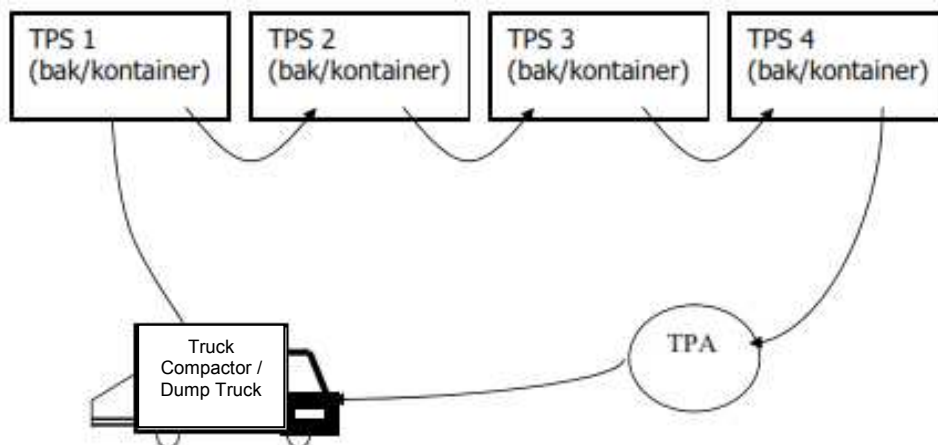 TPS 1
(bak/kontainer)
TPS 2
(bak/kontainer)
TPS 3
(bak/kontainer)
TPS 4
(bak/kontainer)
Truck
Compactor /
Dump Truck
TPA